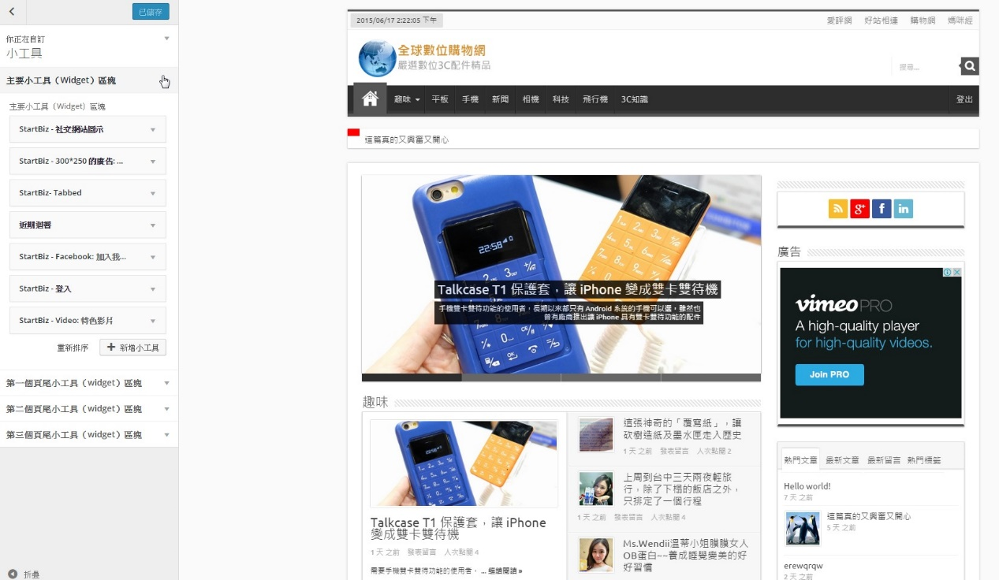 已儲存
你正在自訂
小工具
主要小工具（Widget）區塊
主要小工具（Widget）區塊
StartBiz - 社交網站圖示
StartBiz - 300*250 的廣告: ...
StartBiz- Tabbed
近期迴響
StartBiz - Facebook: 加入我...
StartBiz - 登入
StartBiz - Video: 特色影片
重新排序 新增小工具
第一個頁尾小工具（widget）區塊
第二個頁尾小工具（widget）區塊
第三個頁尾小工具（widget）區塊
折疊
2015/06/17 2:22:05 下午
愛評網 好站相連 購物網 媽咪經
全球數位購物網
嚴選數位3C配件精品
搜尋...
趣味 平板 手機 新聞 相機 科技 飛行機 3C知識 登出
這篇真的又興奮又開心
22:58
Talkcase T1 保護套，讓 iPhone 變成雙卡雙待機
手機雙卡雙待功能的使用者，長期以來都只有 Android 系統的手機可以選，雖然也
曾有廠商推出讓 iPhone 具有雙卡雙待功能的配件
廣告
vimeo PRO
A high-quality player
for high-quality videos.
Join PRO
趣味
Talkcase T1 保護套，讓 iPhone
變成雙卡雙待機
1 天 之前 發表留言 人次點閱 4
需要手機雙卡雙待功能的使用者， ... 繼續閱讀 »
這張神奇的「覆寫紙」，讓
砍樹造紙及墨水匣走入歷史
1 天 之前 發表留言 人次點閱 2
上周到台中三天兩夜輕旅
行，除了下榻的飯店之外，
只排定了一個行程
1 天 之前 發表留言 人次點閱 4
Ms.Wendii溫蒂小姐膜膜女人
OB蛋白~~養成睡覺變美的好
好習慣
熱門文章 最新文章 最新留言 熱門標籤
Hello world!
7 天 之前
這篇真的又興奮又開心
5 天 之前
erewqrqw
2 天 之前